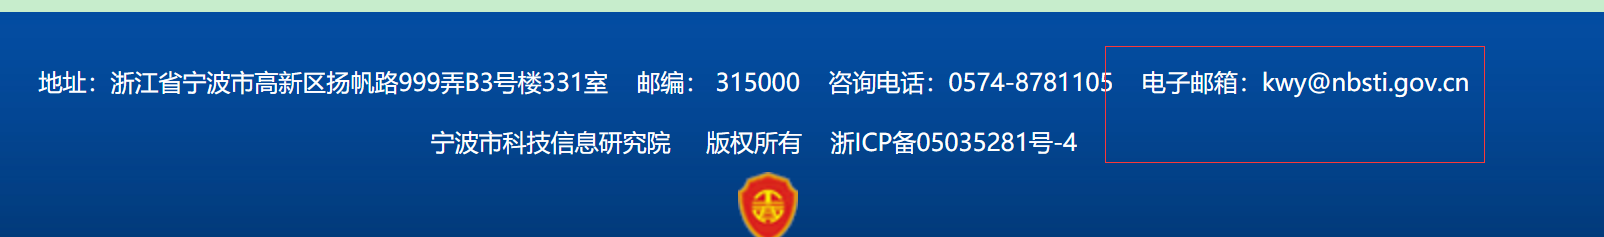 地址：浙江省宁波市高新区扬帆路999弄B3号楼331室 邮编： 315000 咨询电话：0574-8781105 电子邮箱：kwy@nbsti.gov.cn
宁波市科技信息研究院 版权所有 浙ICP备05035281号-4